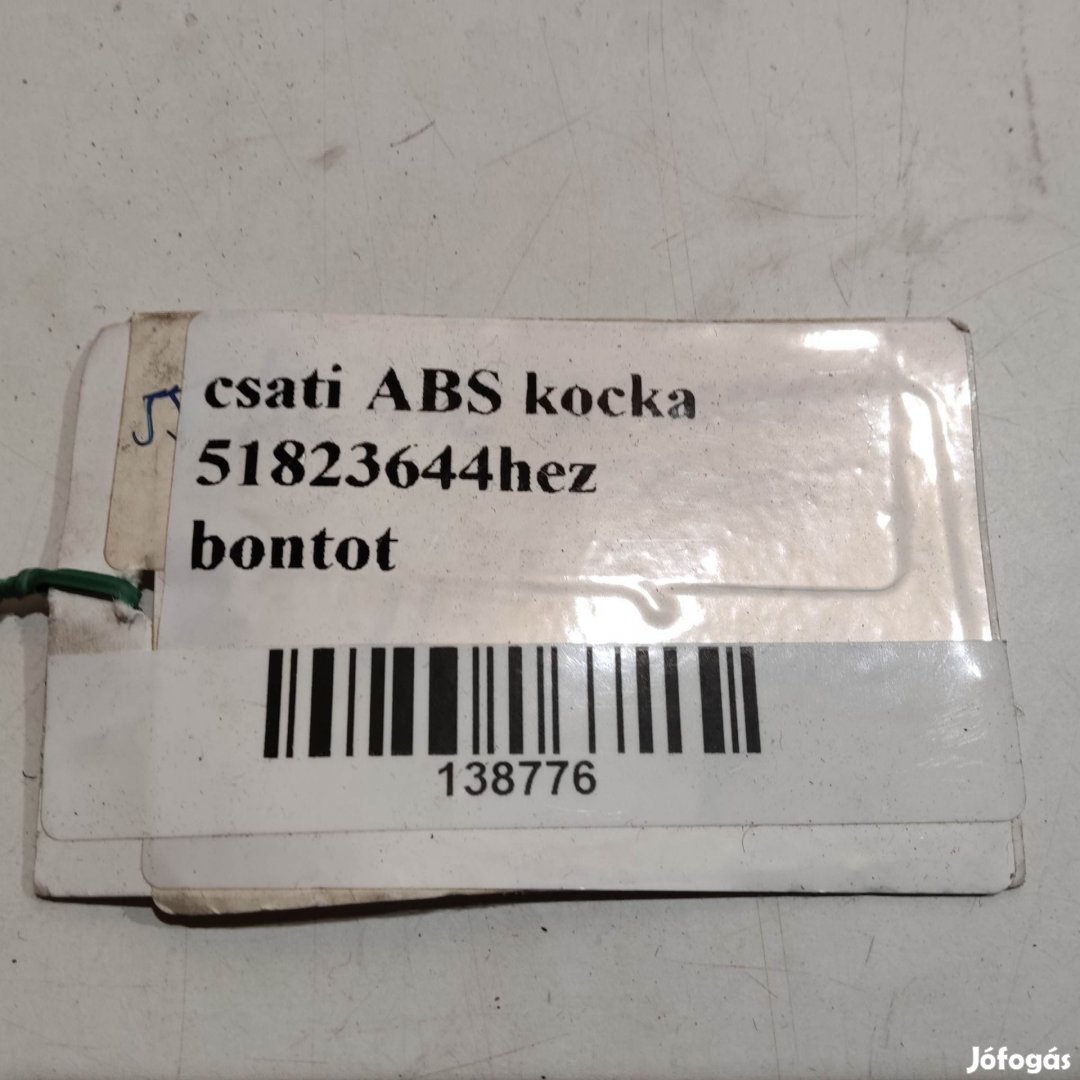 csati ABS kocka
51823644hez
bontot
138776
Jófogás